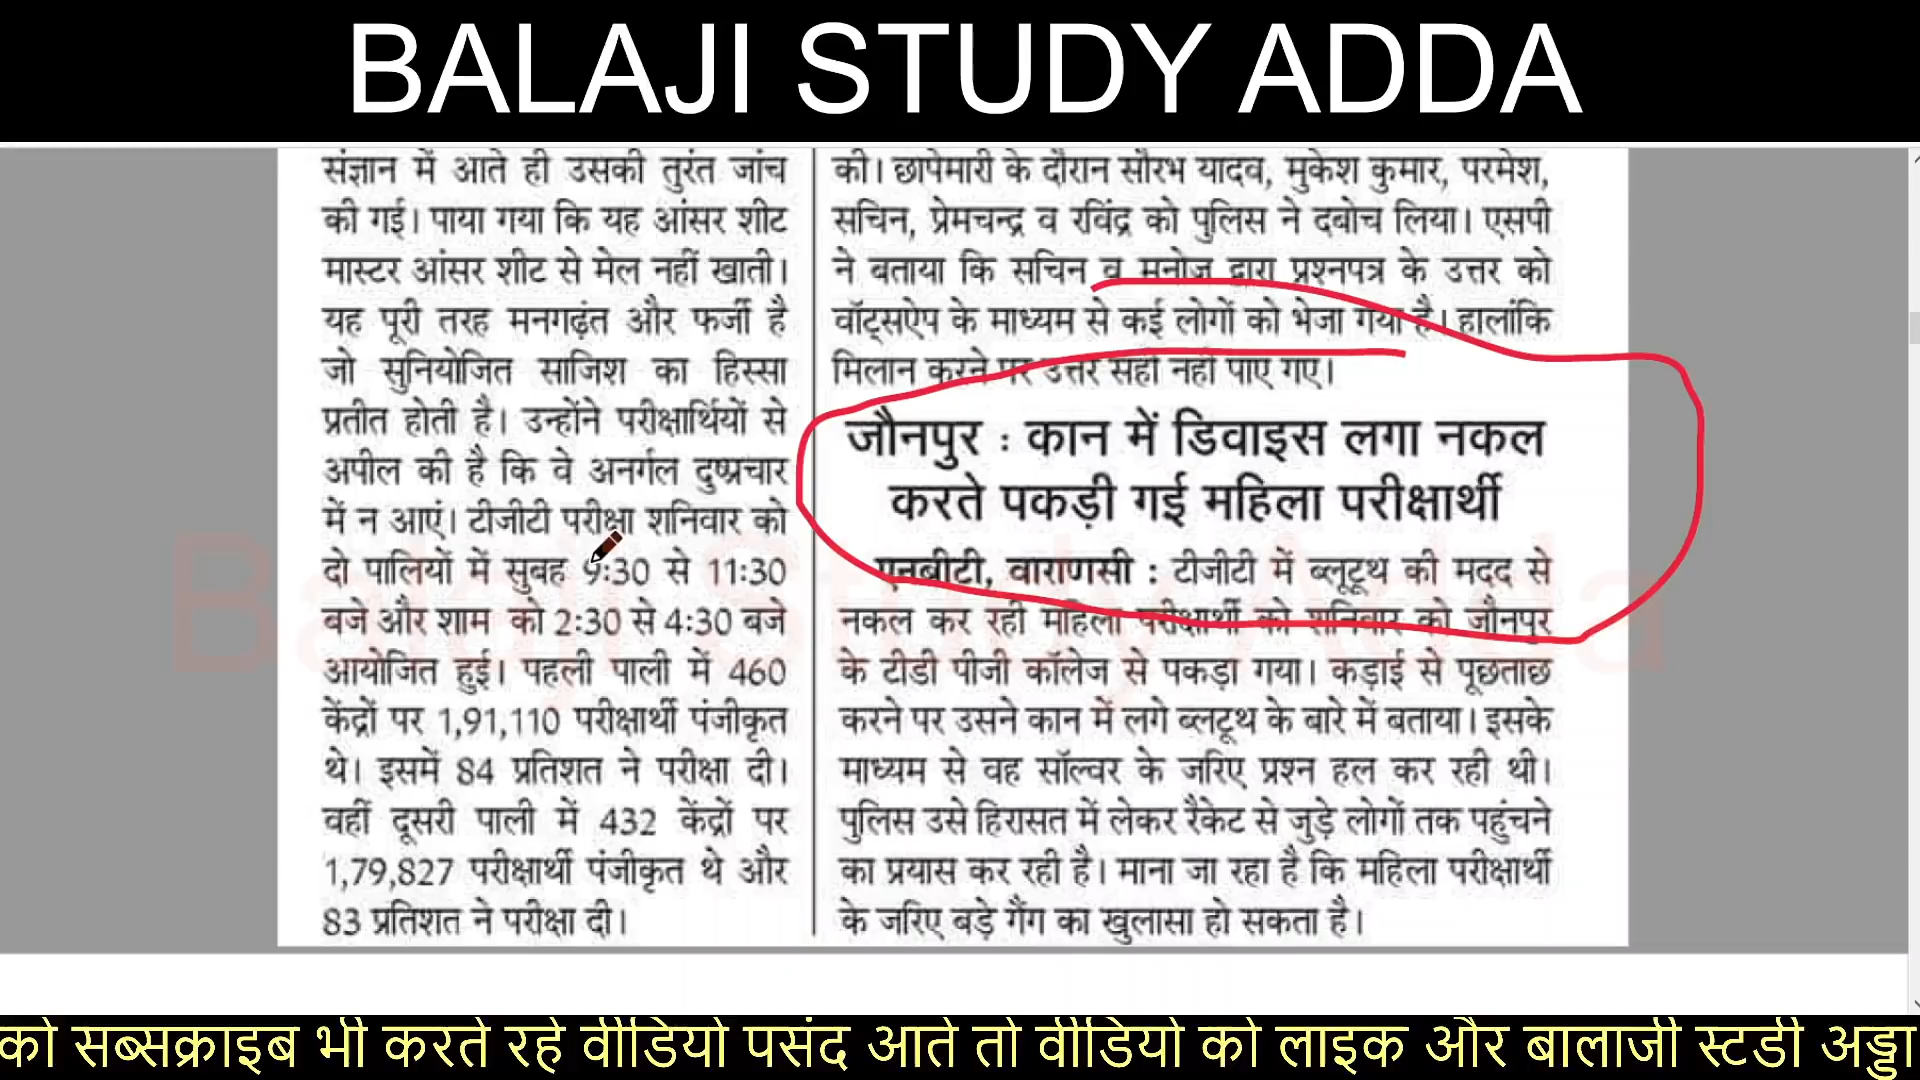 BALAJI STUDY ADDA
संज्ञान में आते ही उसकी तुरंत जांच
की गई। पाया गया कि यह आंसर शीट
मास्टर आंसर शीट से मेल नहीं खाती।
यह पूरी तरह मनगढ़ंत और फर्जी है
जो सुनियोजित साजिश का हिस्सा
प्रतीत होती है। उन्होंने परीक्षार्थियों से
अपील की है कि वे अनर्गल दुष्प्रचार
में न आएं। टीजीटी परीक्षा शनिवार को
दो पालियों में सुबह 9:30 से 11:30
बजे और शाम को 2:30 से 4:30 बजे
आयोजित हुई। पहली पाली में 460
केंद्रों पर 1,91,110 परीक्षार्थी पंजीकृत
थे। इसमें 84 प्रतिशत ने परीक्षा दी।
वहीं दूसरी पाली में 432 केंद्रों पर
1,79,827 परीक्षार्थी पंजीकृत थे और
83 प्रतिशत ने परीक्षा दी।
की। छापेमारी के दौरान सौरभ यादव, मुकेश कुमार, परमेश,
सचिन, प्रेमचन्द्र व रविंद्र को पुलिस ने दबोच लिया। एसपी
ने बताया कि सचिन व मनोज द्वारा प्रश्नपत्र के उत्तर को
वॉट्सऐप के माध्यम से कई लोगों को भेजा गया है। हालांकि
मिलान करने पर उत्तर सही नहीं पाए गए।
जौनपुर : कान में डिवाइस लगा नकल
करते पकड़ी गई महिला परीक्षार्थी
एनबीटी, वाराणसी : टीजीटी में ब्लूटूथ की मदद से
नकल कर रही महिला परीक्षार्थी को शनिवार को जौनपुर
के टीडी पीजी कॉलेज से पकड़ा गया। कड़ाई से पूछताछ
करने पर उसने कान में लगे ब्लटूथ के बारे में बताया। इसके
माध्यम से वह सॉल्वर के जरिए प्रश्न हल कर रही थी।
पुलिस उसे हिरासत में लेकर रैकेट से जुड़े लोगों तक पहुंचने
का प्रयास कर रही है। माना जा रहा है कि महिला परीक्षार्थी
के जरिए बड़े गैंग का खुलासा हो सकता है।
Balaji Study Adda
को सब्सक्राइब भी करते रहे वीडियो पसंद आते तो वीडियो को लाइक और बालाजी स्टडी अड्डा